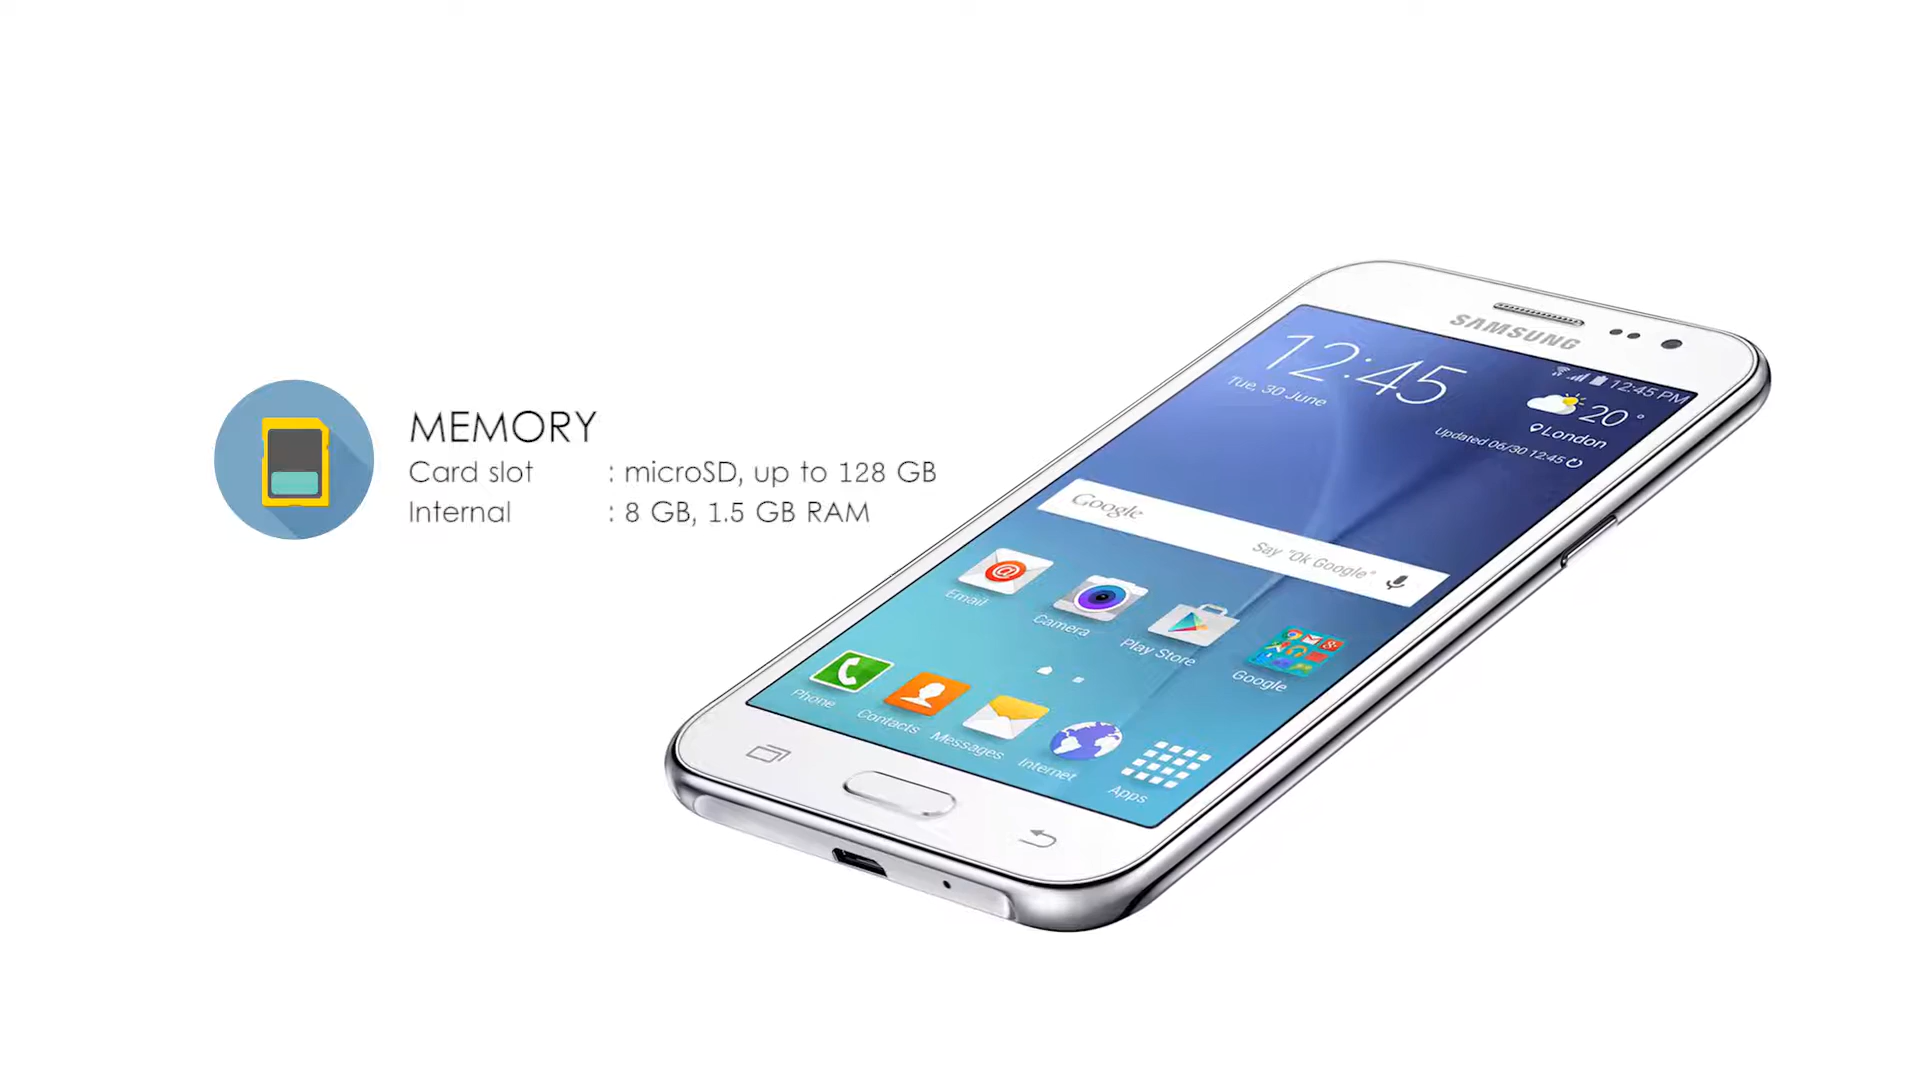 MEMORY
Card slot : microSD, up to 128 GB
Internal : 8 GB, 1.5 GB RAM
SAMSUNG
12:45 PM
12:45
Tue, 30 June
20°
London
Updated 06/30 12:45
Google
Say "Ok Google"
Email
Camera
Play Store
Google
Phone
Contacts
Messages
Internet
Apps